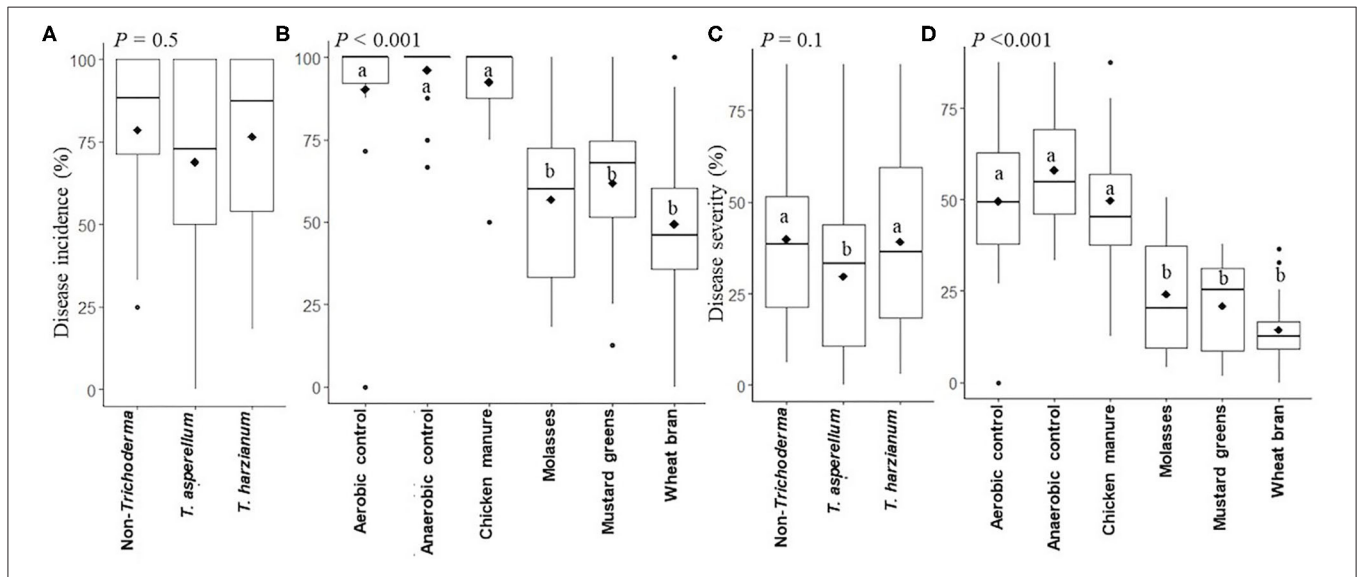 A
P = 0.5
Disease incidence (%)
100
75
50
25
0
Non-Trichoderma
T. asperellum
T. harzianum
B
P < 0.001
100
75
50
25
0
a
a
a
b
b
b
Aerobic control
Anaerobic control
Chicken manure
Molasses
Mustard greens
Wheat bran
C
P = 0.1
Disease severity (%)
75
50
25
0
a
b
a
Non-Trichoderma
T. asperellum
T. harzianum
D
P <0.001
75
50
25
0
a
a
a
b
b
b
Aerobic control
Anaerobic control
Chicken manure
Molasses
Mustard greens
Wheat bran